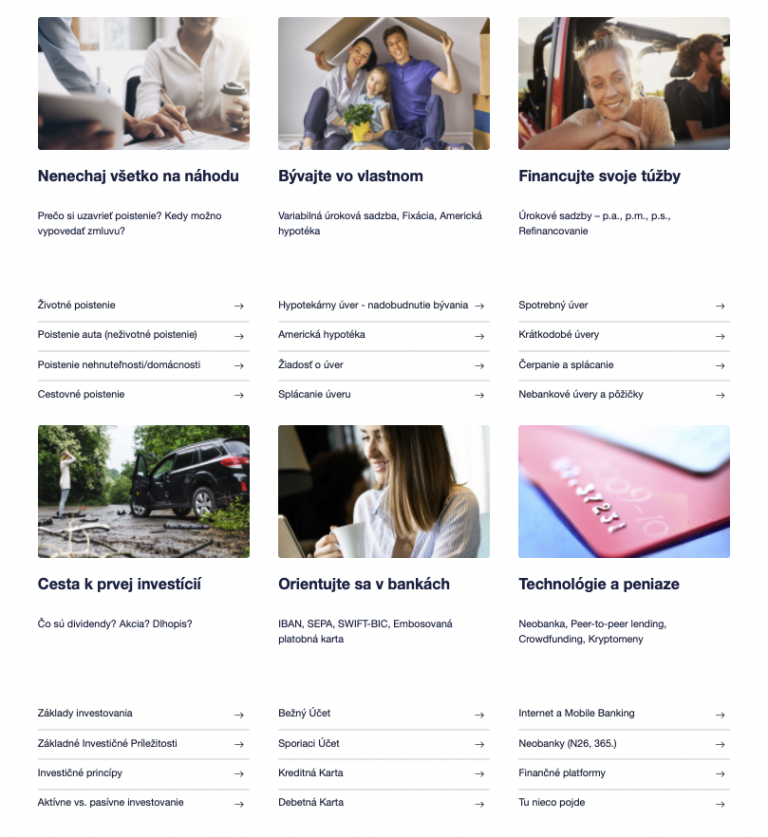 Nenechaj všetko na náhodu
Prečo si uzavrieť poistenie? Kedy možno
vypovedať zmluvu?
Životné poistenie
Poistenie auta (neživotné poistenie)
Poistenie nehnuteľnosti/domácnosti
Cestovné poistenie
Bývajte vo vlastnom
Variabilná úroková sadzba, Fixácia, Americká
hypotéka
Hypotekárny úver - nadobudnutie bývania
Americká hypotéka
Žiadosť o úver
Splácanie úveru
Financujte svoje túžby
Úrokové sadzby – p.a., p.m., p.s.,
Refinancovanie
Spotrebný úver
Krátkodobé úvery
Čerpanie a splácanie
Nebankové úvery a pôžičky
Cesta k prvej investícií
Čo sú dividendy? Akcia? Dlhopis?
Základy investovania
Základné Investičné Príležitosti
Investičné princípy
Aktívne vs. pasívne investovanie
Orientujte sa v bankách
IBAN, SEPA, SWIFT-BIC, Embosovaná
platobná karta
Bežný Účet
Sporiaci Účet
Kreditná Karta
Debetná Karta
Technológie a peniaze
Neobanka, Peer-to-peer lending,
Crowdfunding, Kryptomeny
Internet a Mobile Banking
Neobanky (N26, 365.)
Finančné platformy
Tu nieco pojde